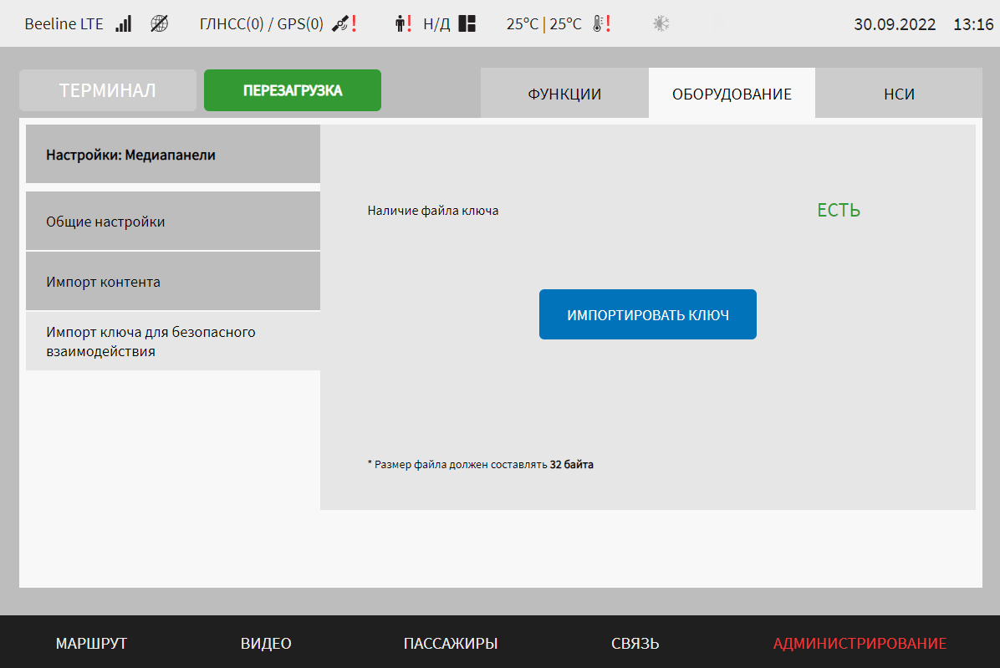 Beeline LTE ГЛНСС(0) / GPS(0) ! ! Н/Д 25°C | 25°C ! 30.09.2022 13:16
ТЕРМИНАЛ ПЕРЕЗАГРУЗКА ФУНКЦИИ ОБОРУДОВАНИЕ НСИ
Настройки: Медиапанели
Наличие файла ключа ЕСТЬ
Общие настройки
Импорт контента
ИМПОРТИРОВАТЬ КЛЮЧ
Импорт ключа для безопасного
взаимодействия
* Размер файла должен составлять 32 байта
МАРШРУТ ВИДЕО ПАССАЖИРЫ СВЯЗЬ АДМИНИСТРИРОВАНИЕ